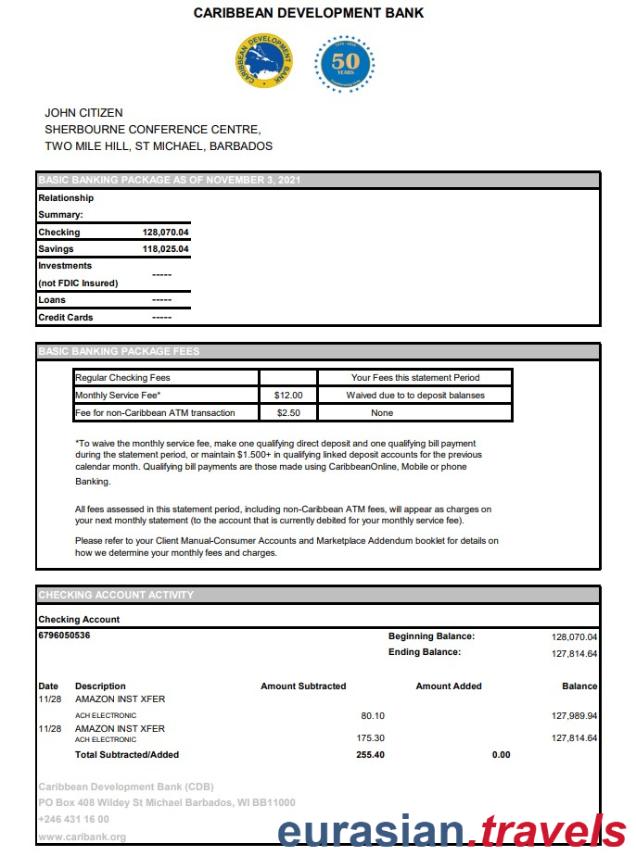 CARIBBEAN DEVELOPMENT BANK
CARIBBEAN DEVELOPMENT BANK
50
YEARS
JOHN CITIZEN
SHERBOURNE CONFERENCE CENTRE,
TWO MILE HILL, ST MICHAEL, BARBADOS
BASIC BANKING PACKAGE AS OF NOVEMBER 3, 2021
Relationship
Summary:
Checking 128,070.04
Savings 118,025.04
Investments
(not FDIC Insured) -----
Loans -----
Credit Cards -----
BASIC BANKING PACKAGE FEES
Regular Checking Fees Your Fees this statement Period
Monthly Service Fee* $12.00 Waived due to to deposit balanses
Fee for non-Caribbean ATM transaction $2.50 None
*To waive the monthly service fee, make one qualifying direct deposit and one qualifying bill payment
during the statement period, or maintain $1.500+ in qualifying linked deposit accounts for the previous
calendar month. Qualifying bill payments are those made using CaribbeanOnline, Mobile or phone
Banking.
All fees assessed in this statement period, including non-Caribbean ATM fees, will appear as charges on
your next monthly statement (to the account that is currently debited for your monthly service fee).
Please refer to your Client Manual-Consumer Accounts and Marketplace Addendum booklet for details on
how we determine your monthly fees and charges.
CHECKING ACCOUNT ACTIVITY
Checking Account
6796050536 Beginning Balance: 128,070.04
Ending Balance: 127,814.64
Date Description Amount Subtracted Amount Added Balance
11/28 AMAZON INST XFER
ACH ELECTRONIC 80.10 127,989.94
11/28 AMAZON INST XFER
ACH ELECTRONIC 175.30 127,814.64
Total Subtracted/Added 255.40 0.00
Caribbean Development Bank (CDB)
PO Box 408 Wildey St Michael Barbados, WI BB11000
+246 431 16 00
www.caribank.org
eurasian.travels